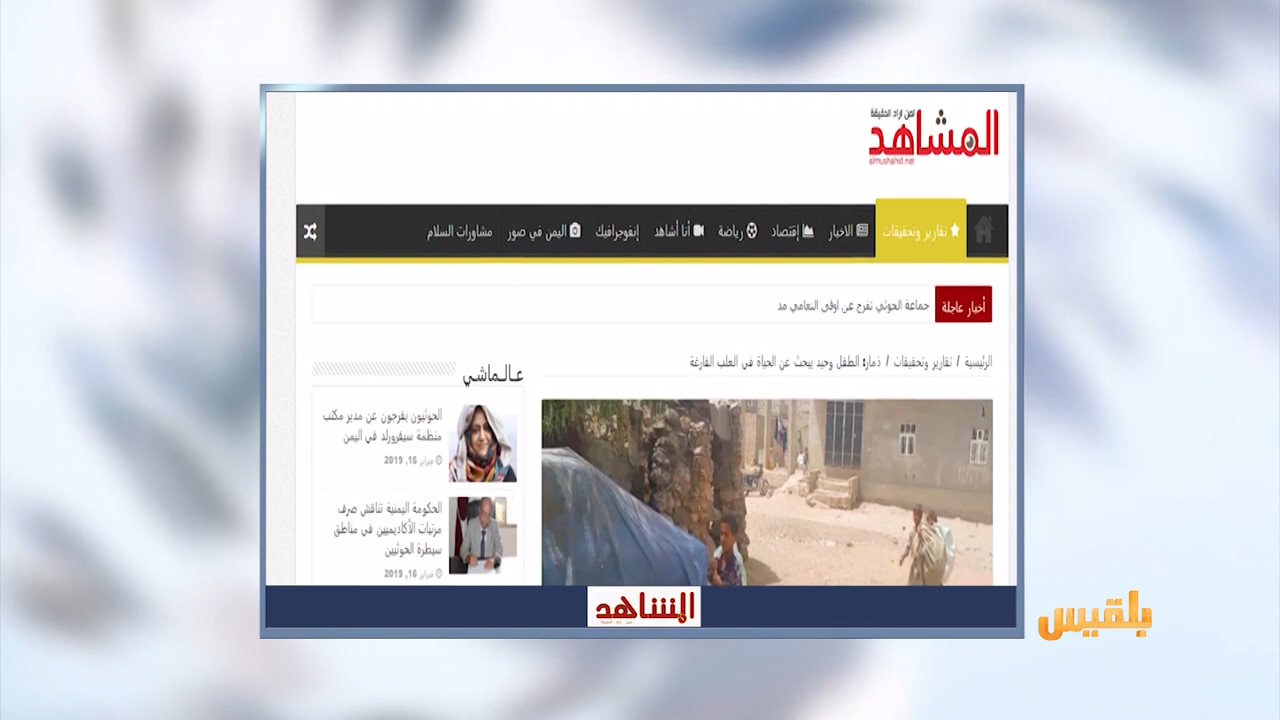 لمن اراد الحقيقة
المشاهد
almushahid.net
تقارير وتحقيقات
الاخبار
إقتصاد
رياضة
أنا أشاهد
إنفوجرافيك
اليمن في صور
مشاورات السلام
أخبار عاجلة
جماعة الحوثي تفرج عن اوفى النعامي مد
الرئيسية / تقارير وتحقيقات / ذمار: الطفل وحيد يبحث عن الحياة في العلب الفارغة
عـالـماشي
الحوثيون يفرجون عن مدير مكتب
منظمة سيفرورلد في اليمن
فبراير 16, 2019
الحكومة اليمنية تناقش صرف
مرتبات الأكاديميين في مناطق
سيطرة الحوثيين
فبراير 16, 2019
المشاهد
بلقيس